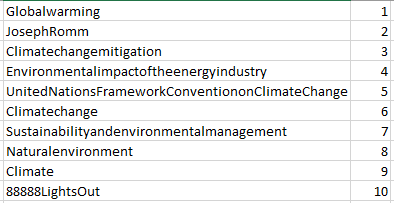 Globalwarming 1
JosephRomm 2
Climatechangemitigation 3
Environmentalimpactoftheenergyindustry 4
UnitedNationsFrameworkConventiononClimateChange 5
Climatechange 6
Sustainabilityandenvironmentalmanagement 7
Naturalenvironment 8
Climate 9
88888LightsOut 10